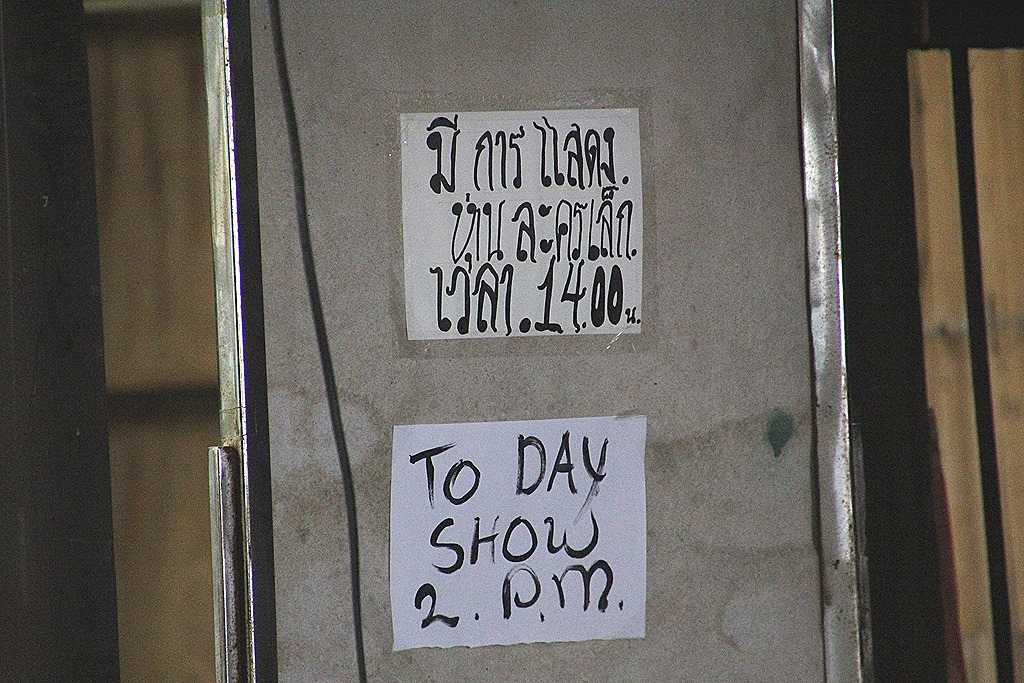 มี การ แสดง.
หุ่น ละครเล็ก.
เวลา. 14.00 น.
TO DAY
SHOW
2. P.M.